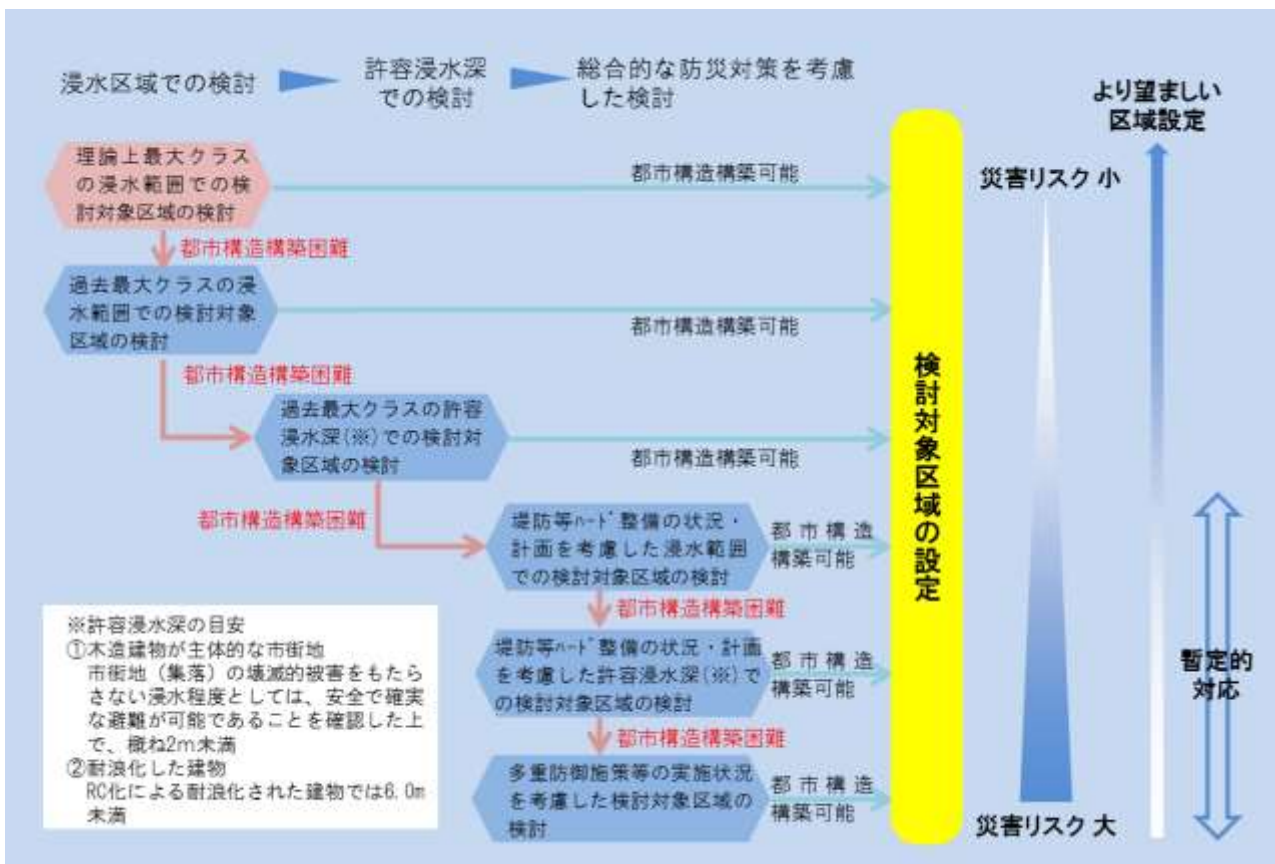 浸水区域での検討
許容浸水深
での検討
総合的な防災対策を考慮
した検討
より望ましい
区域設定
理論上最大クラス
の浸水範囲での検
討対象区域の検討
都市構造構築可能
災害リスク 小
都市構造構築困難
過去最大クラスの浸
水範囲での検討対象
区域の検討
都市構造構築可能
都市構造構築困難
過去最大クラスの許容
浸水深(※)での検討対
象区域の検討
都市構造構築可能
検討対象区域の設定
都市構造構築困難
堤防等ﾊｰﾄﾞ整備の状況・
計画を考慮した浸水範囲
での検討対象区域の検討
都市構造
構築可能
都市構造構築困難
堤防等ﾊｰﾄﾞ整備の状況・計画
を考慮した許容浸水深(※)で
の検討対象区域の検討
都市構造
構築可能
暫定的
対応
都市構造構築困難
多重防御施策等の実施状況
を考慮した検討対象区域の
検討
都市構造
構築可能
災害リスク 大
※許容浸水深の目安
①木造建物が主体的な市街地
市街地（集落）の壊滅的被害をもたら
さない浸水程度としては、安全で確実
な避難が可能であることを確認した上
で、概ね2m未満
②耐浪化した建物
RC化による耐浪化された建物では6.0m
未満